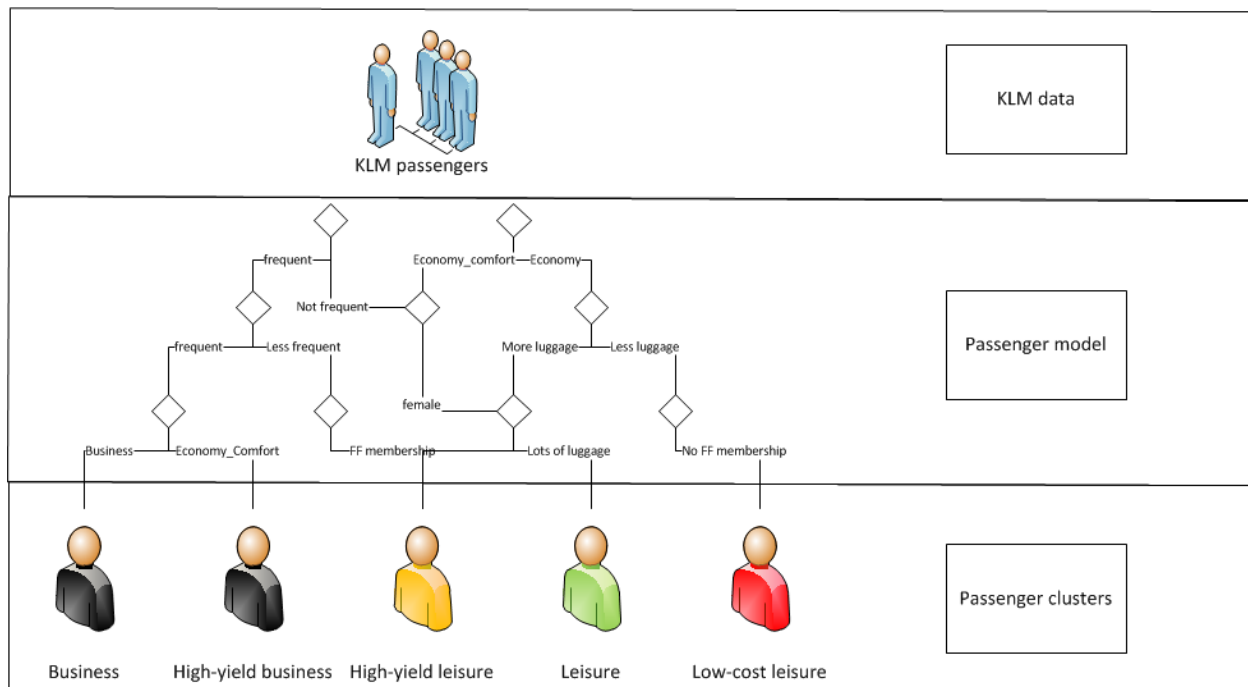 KLM passengers
KLM data
frequent
Economy_comfort
Economy
Not frequent
frequent
Less frequent
More luggage
Less luggage
Passenger model
female
Business
Economy_Comfort
FF membership
Lots of luggage
No FF membership
Passenger clusters
Business
High-yield business
High-yield leisure
Leisure
Low-cost leisure